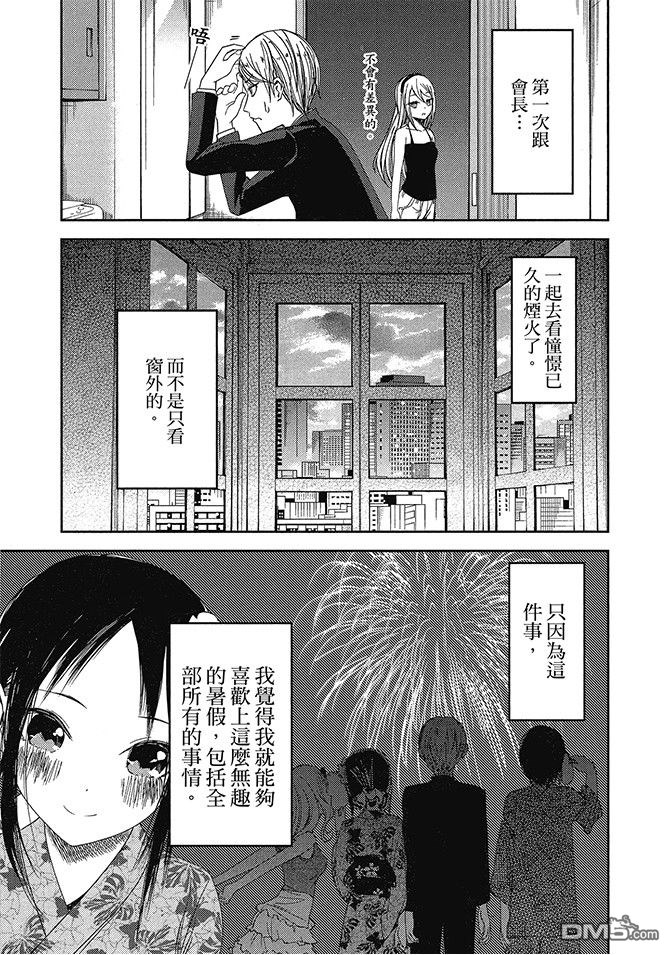 第一次跟
會長…
不會有差異的。
唔
一起去看憧憬已
久的煙火了。
而不是只看
窗外的。
只因為這
件事，
我覺得我就能夠
喜歡上這麼無趣
的暑假，包括全
部所有的事情。
DM5.com